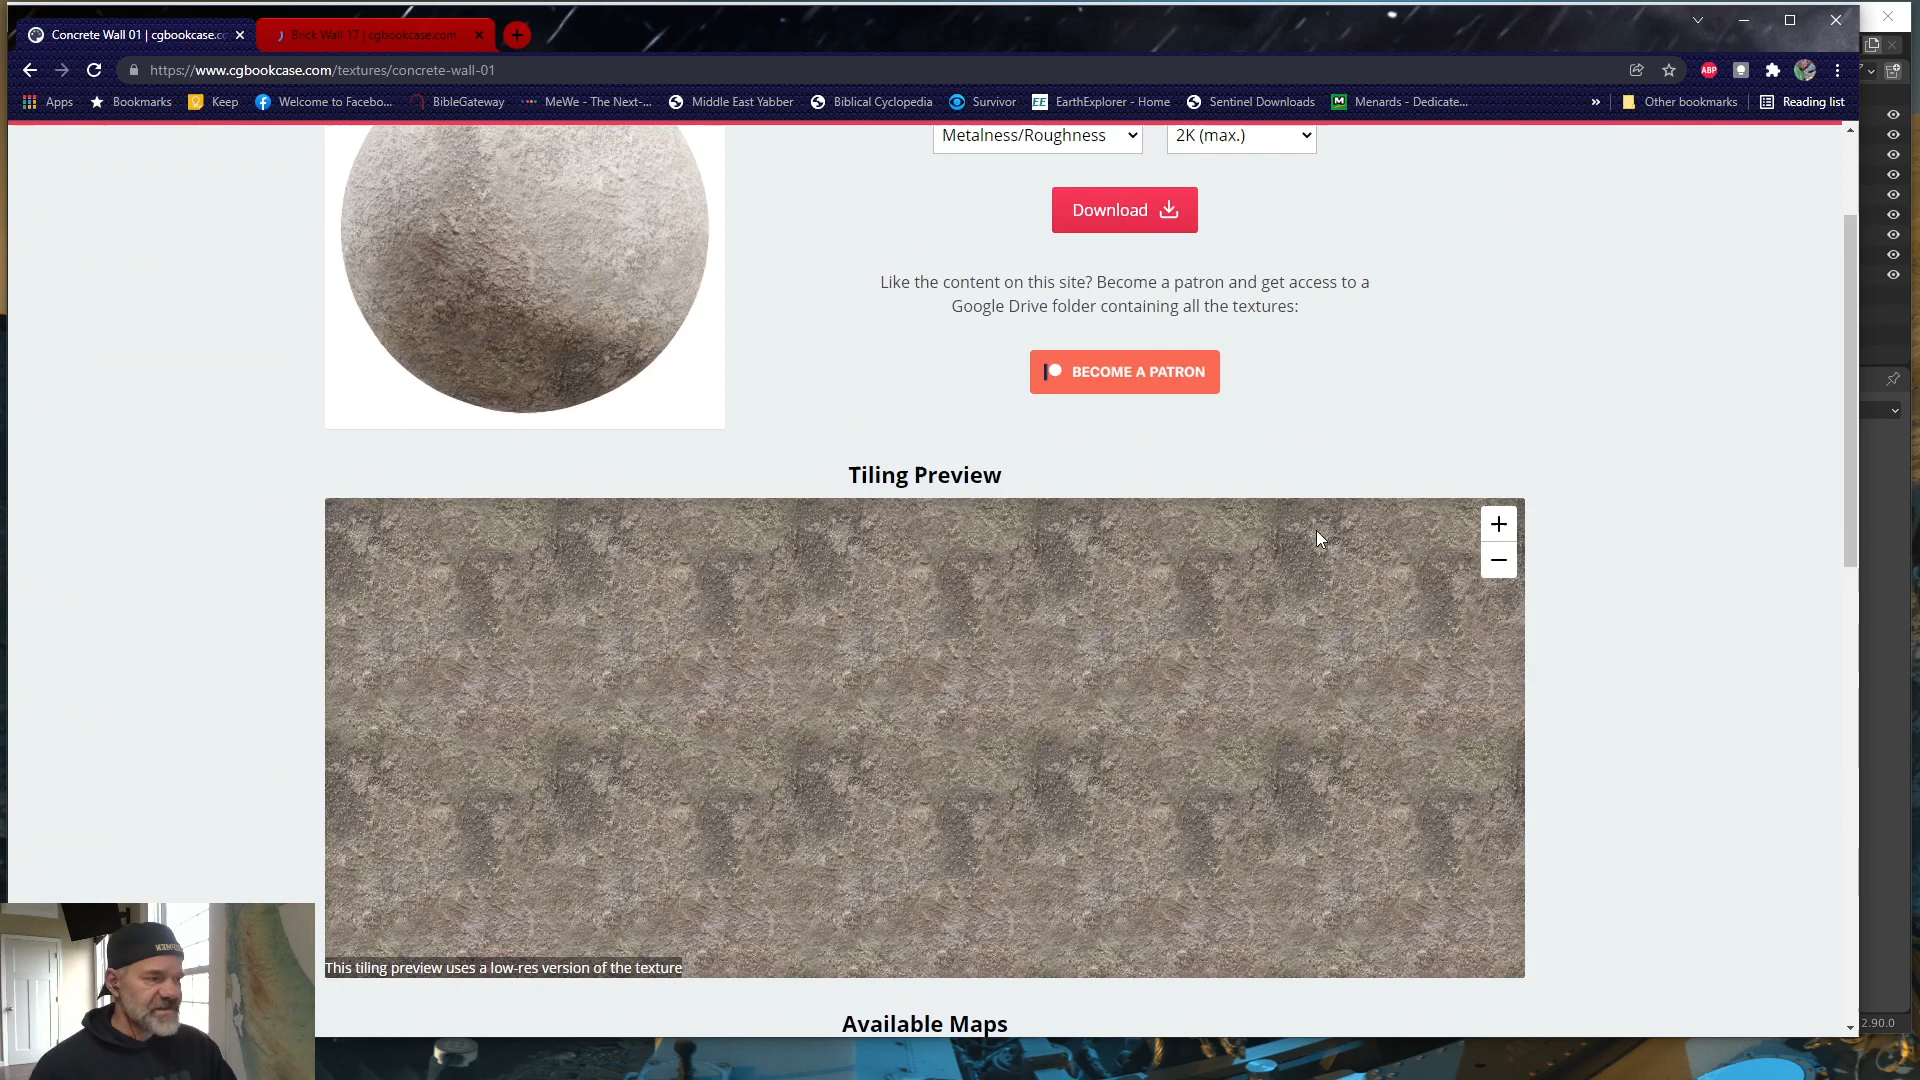 Concrete Wall 01 | cgbookcase.co
Brick Wall 17 | cgbookcase.com
https://www.cgbookcase.com/textures/concrete-wall-01
ABP
Apps
Bookmarks
Keep
Welcome to Facebo...
BibleGateway
MeWe - The Next-...
Middle East Yabber
Biblical Cyclopedia
Survivor
EE
EarthExplorer - Home
Sentinel Downloads
M
Menards - Dedicate...
»
Other bookmarks
Reading list
Metalness/Roughness
2K (max.)
Download
Like the content on this site? Become a patron and get access to a
Google Drive folder containing all the textures:
BECOME A PATRON
Tiling Preview
+
−
This tiling preview uses a low-res version of the texture
Available Maps
2.90.0